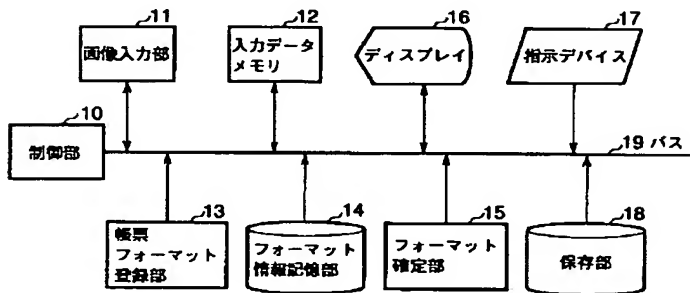 11
画像入力部
12
入力データ
メモリ
16
ディスプレイ
17
指示デバイス
10
制御部
19 バス
13
帳票
フォーマット
登録部
14
フォーマット
情報記憶部
15
フォーマット
確定部
18
保存部